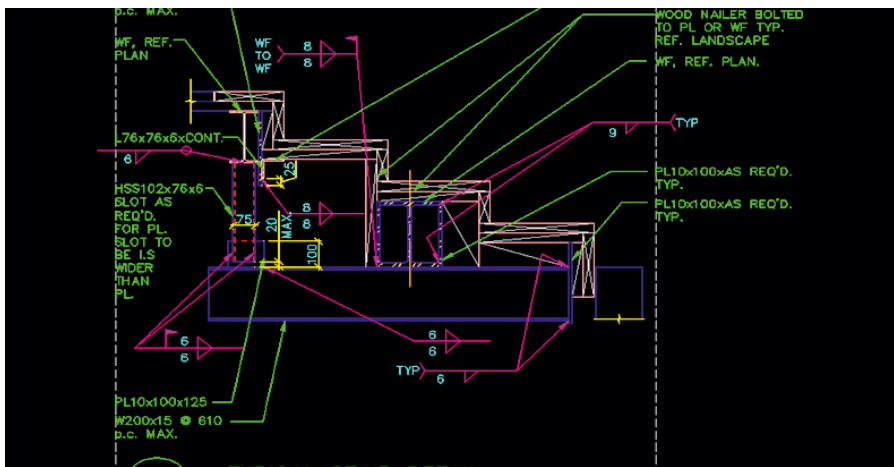 o.c. MAX.
WF, REF.
PLAN
WF
TO
WF
8
8
WOOD NAILER BOLTED
TO PL OR WF TYP.
REF. LANDSCAPE
WF, REF. PLAN.
9
TYP
L76x76x6xCONT.
6
25
HSS102x76x6
SLOT AS
REQ'D.
FOR PL.
SLOT TO
BE I.S
WIDER
THAN
PL.
75
20
MAX.
100
8
8
PL10x100xAS REQ'D.
TYP.
PL10x100xAS REQ'D.
TYP.
6
6
6
6
TYP
6
PL10x100x125
W200x15 @ 610
o.c. MAX.